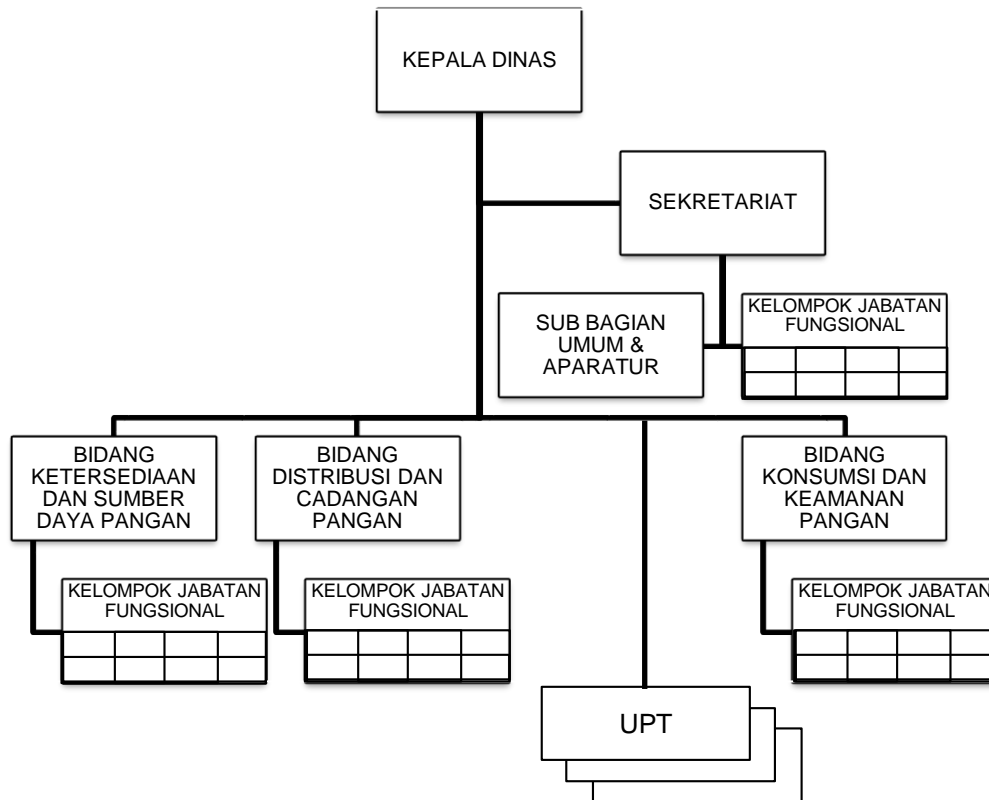 KEPALA DINAS
SEKRETARIAT
SUB BAGIAN
UMUM &
APARATUR
KELOMPOK JABATAN
FUNGSIONAL
BIDANG
KETERSEDIAAN
DAN SUMBER
DAYA PANGAN
BIDANG
DISTRIBUSI DAN
CADANGAN
PANGAN
BIDANG
KONSUMSI DAN
KEAMANAN
PANGAN
KELOMPOK JABATAN
FUNGSIONAL
KELOMPOK JABATAN
FUNGSIONAL
KELOMPOK JABATAN
FUNGSIONAL
UPT